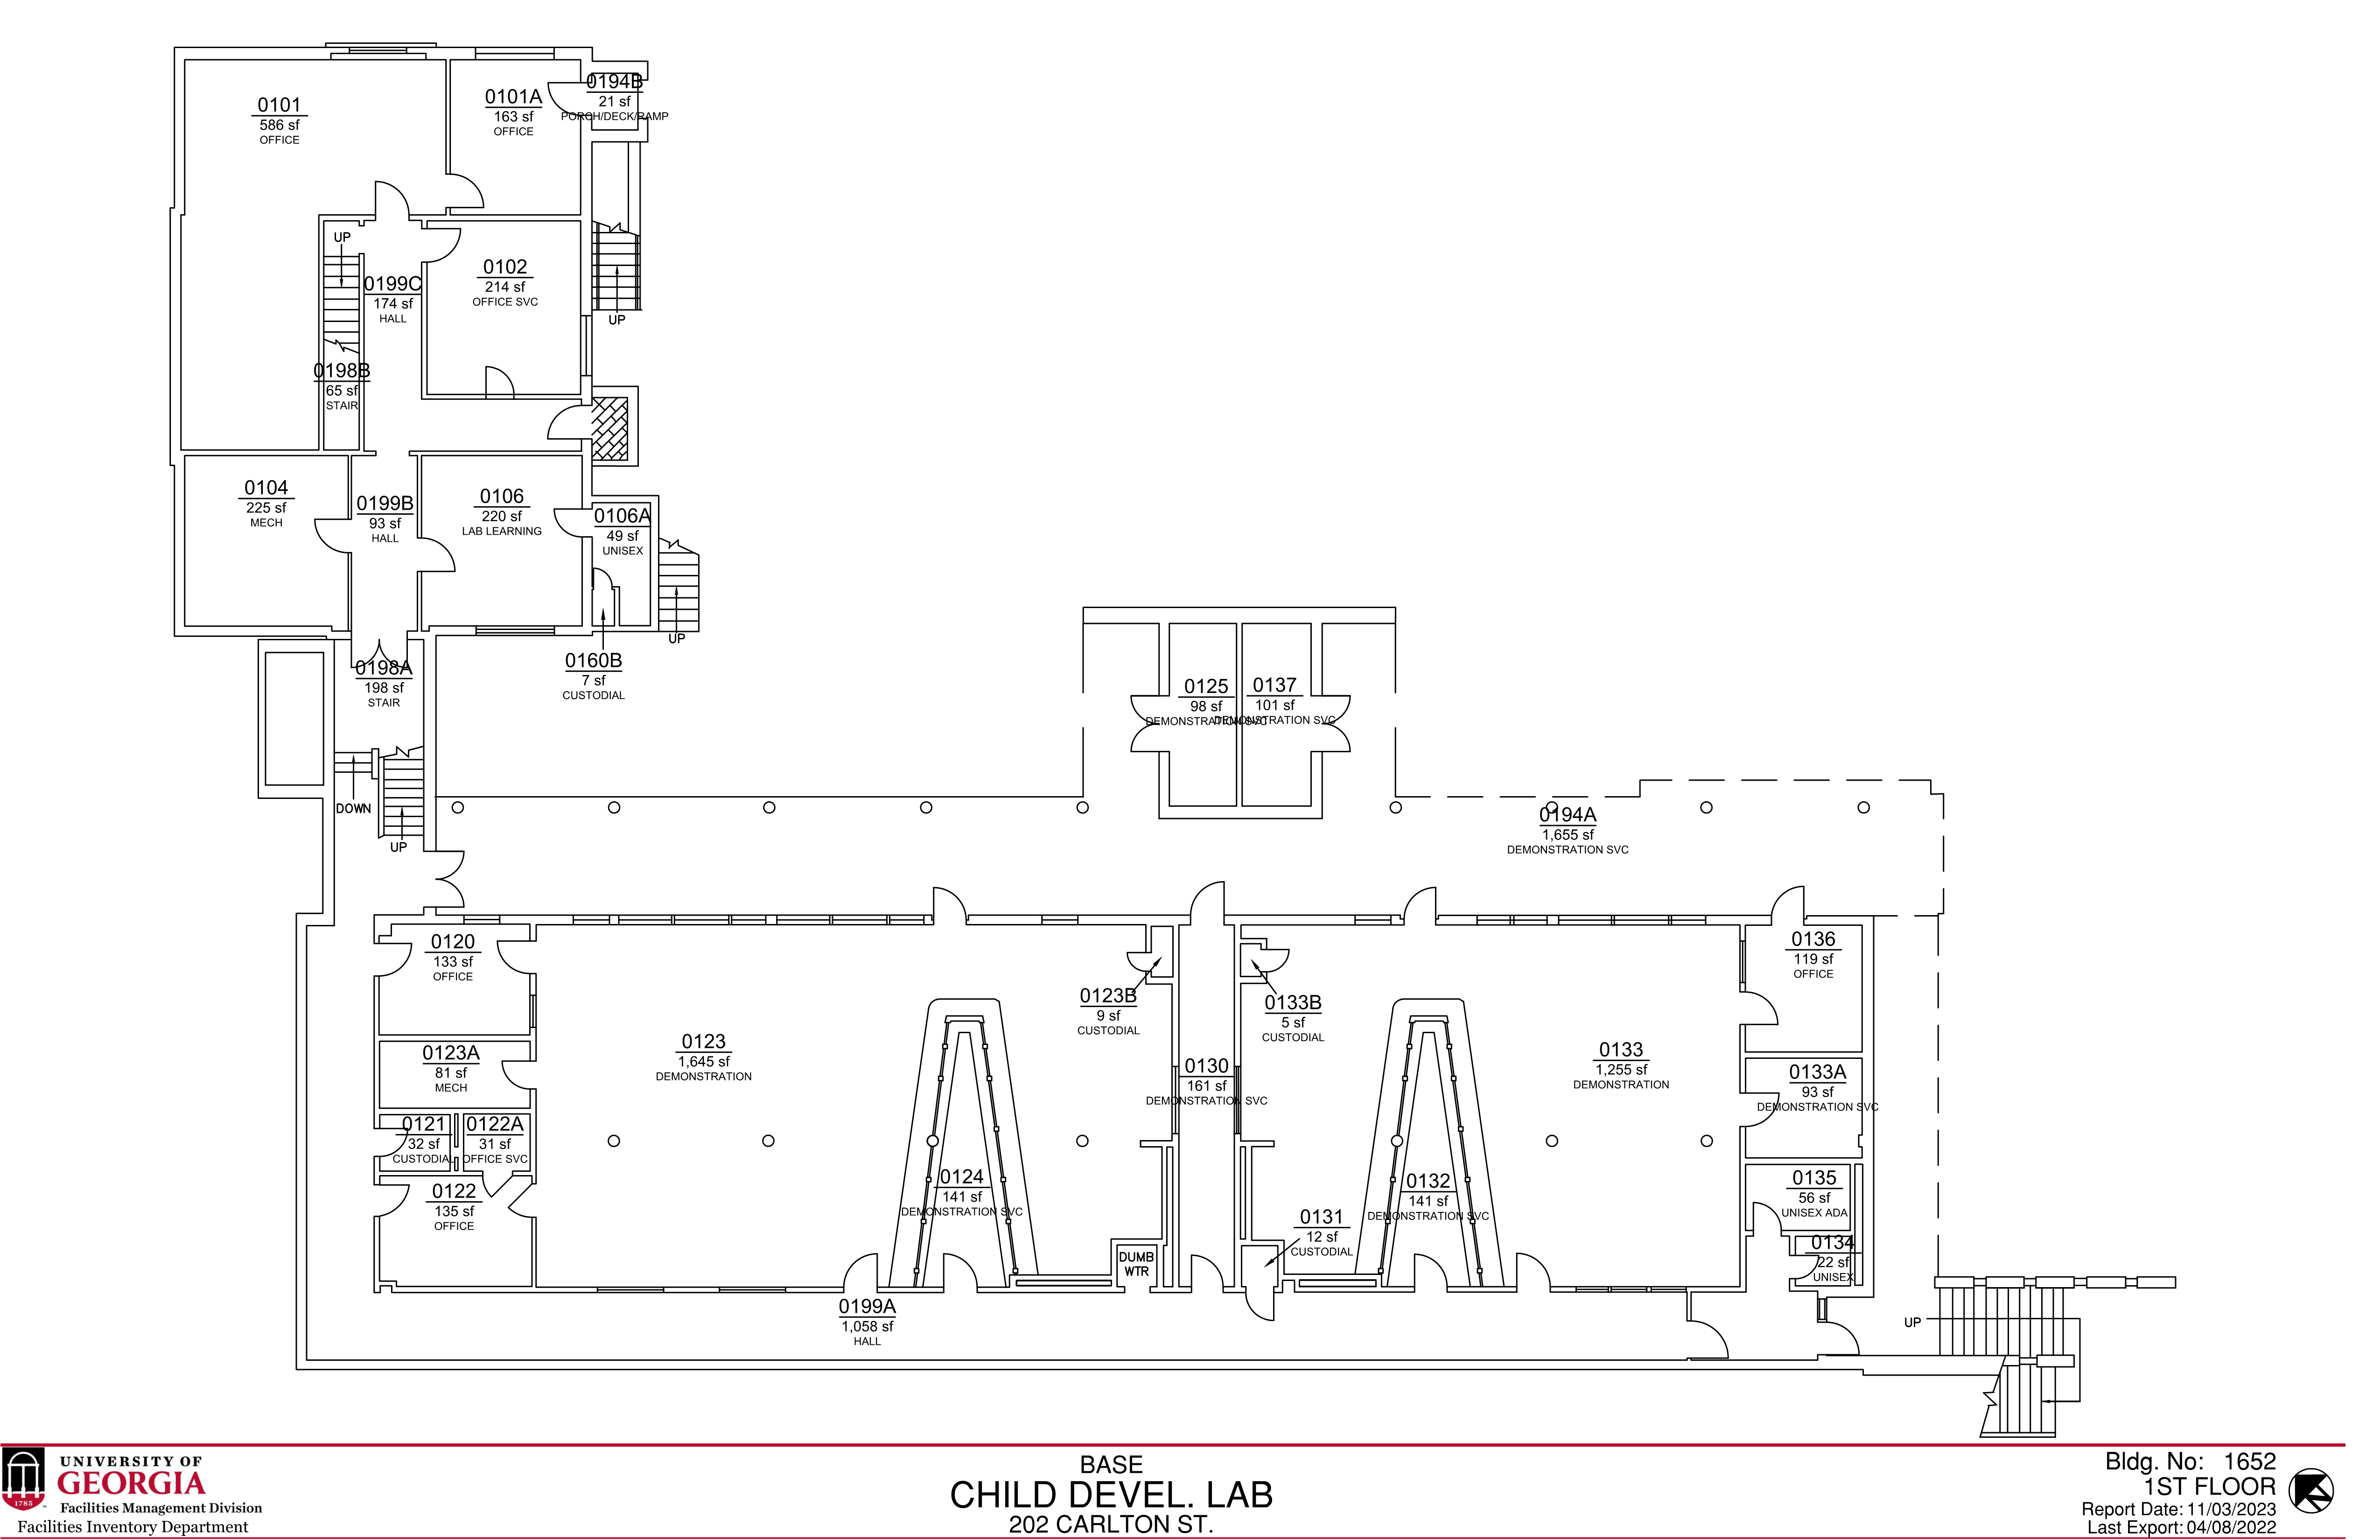 0101
586 sf
OFFICE
0101A
163 sf
OFFICE
0194B
21 sf
PORCH/DECK/RAMP
UP
0199C
174 sf
HALL
0102
214 sf
OFFICE SVC
UP
0198B
65 sf
STAIR
0104
225 sf
MECH
0199B
93 sf
HALL
0106
220 sf
LAB LEARNING
0106A
49 sf
UNISEX
UP
0160B
7 sf
CUSTODIAL
0198A
198 sf
STAIR
DOWN
UP
0125
98 sf
DEMONSTRATION SVC
0137
101 sf
DEMONSTRATION SVC
0194A
1,655 sf
DEMONSTRATION SVC
0120
133 sf
OFFICE
0123A
81 sf
MECH
0121
32 sf
CUSTODIAL
0122A
31 sf
OFFICE SVC
0122
135 sf
OFFICE
0123
1,645 sf
DEMONSTRATION
0123B
9 sf
CUSTODIAL
0124
141 sf
DEMONSTRATION SVC
DUMB
WTR
0130
161 sf
DEMONSTRATION SVC
0133B
5 sf
CUSTODIAL
0131
12 sf
CUSTODIAL
0132
141 sf
DEMONSTRATION SVC
0133
1,255 sf
DEMONSTRATION
0136
119 sf
OFFICE
0133A
93 sf
DEMONSTRATION SVC
0135
56 sf
UNISEX ADA
0134
22 sf
UNISEX
0199A
1,058 sf
HALL
UP
1785
UNIVERSITY OF
GEORGIA
Facilities Management Division
Facilities Inventory Department
BASE
CHILD DEVEL. LAB
202 CARLTON ST.
Bldg. No: 1652
1ST FLOOR
Report Date: 11/03/2023
Last Export: 04/08/2022